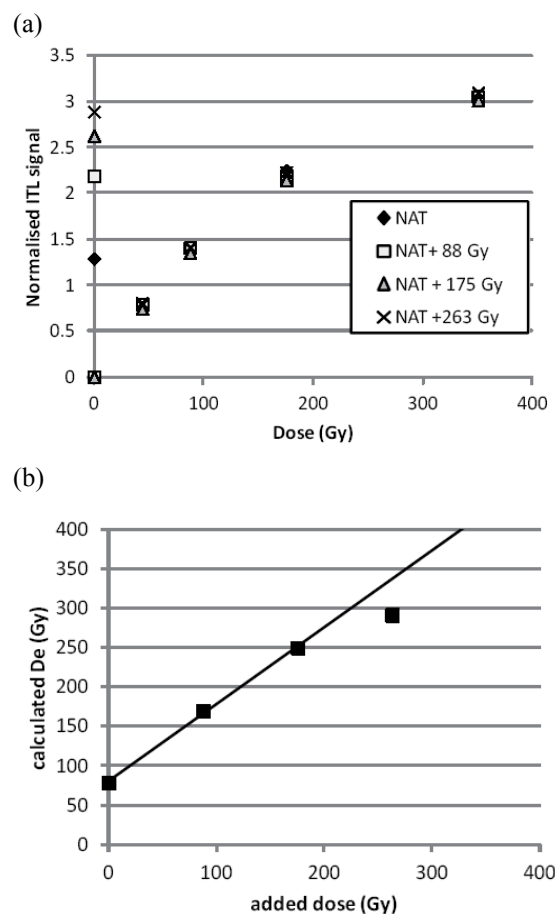 (a)
3.5
3
2.5
2
1.5
1
0.5
0
Normalised ITL signal
NAT
NAT+ 88 Gy
NAT + 175 Gy
NAT +263 Gy
0 100 200 300 400
Dose (Gy)
(b)
400
350
300
250
200
150
100
50
0
calculated De (Gy)
0 100 200 300 400
added dose (Gy)